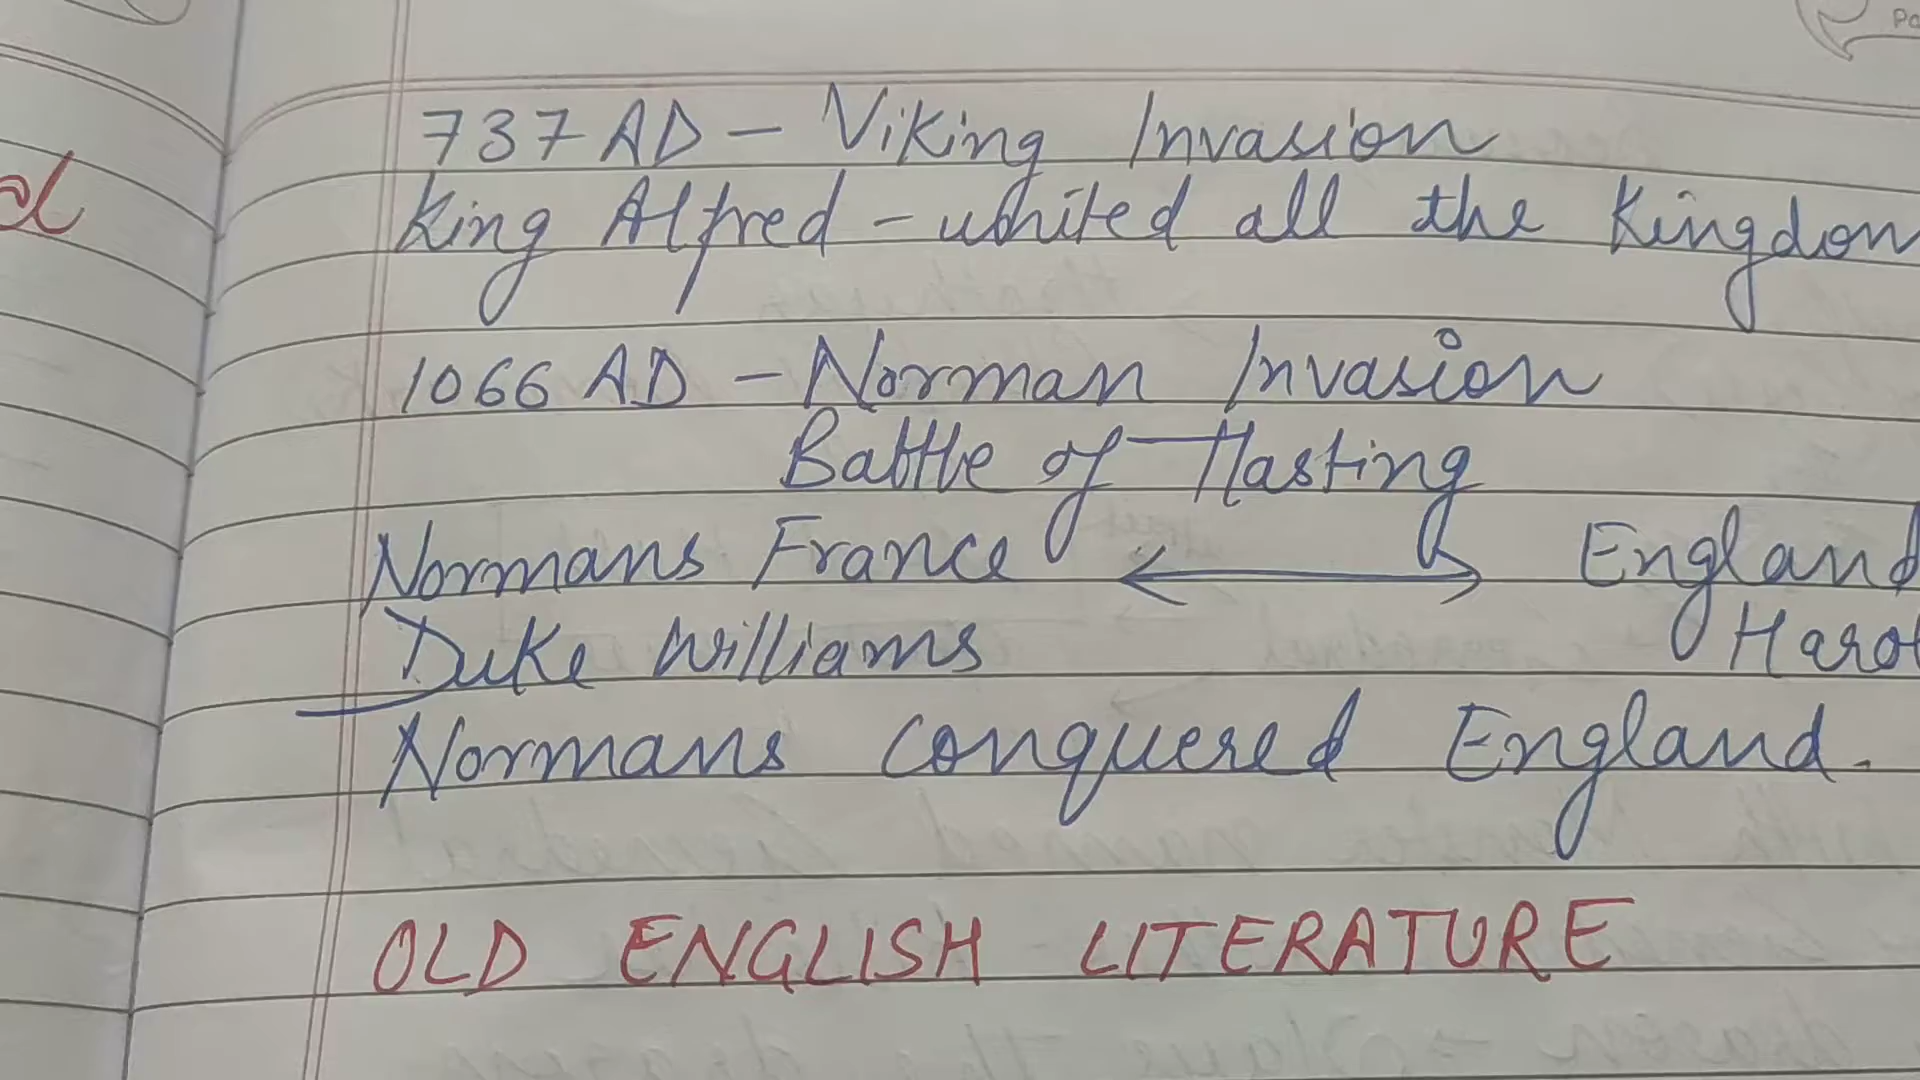 737 AD - Viking Invasion
King Alfred - united all the Kingdom
1066 AD - Norman Invasion
Battle of Hasting
Normans France ⟷ England
Duke Williams Harol
Normans conquered England.
OLD ENGLISH LITERATURE